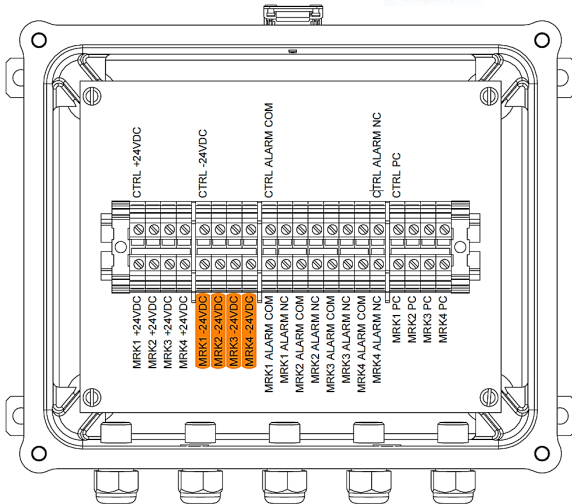 CTRL +24VDC
CTRL -24VDC
CTRL ALARM COM
CTRL ALARM NC
CTRL PC
MRK1 +24VDC
MRK2 +24VDC
MRK3 +24VDC
MRK4 +24VDC
MRK1 -24VDC
MRK2 -24VDC
MRK3 -24VDC
MRK4 -24VDC
MRK1 ALARM COM
MRK1 ALARM NC
MRK2 ALARM COM
MRK2 ALARM NC
MRK3 ALARM COM
MRK3 ALARM NC
MRK4 ALARM COM
MRK4 ALARM NC
MRK1 PC
MRK2 PC
MRK3 PC
MRK4 PC